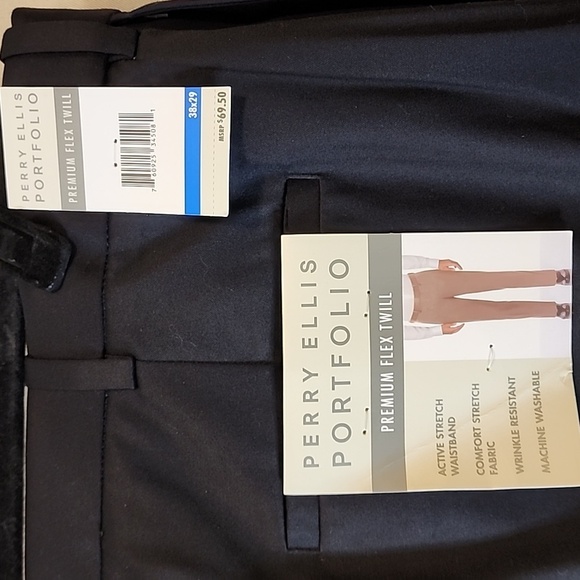 PERRY ELLIS
PORTFOLIO
PREMIUM FLEX TWILL
38x29
MSRP $69.50
PERRY ELLIS
PORTFOLIO
PREMIUM FLEX TWILL
ACTIVE STRETCH
WAISTBAND
COMFORT STRETCH
FABRIC
WRINKLE RESISTANT
MACHINE WASHABLE